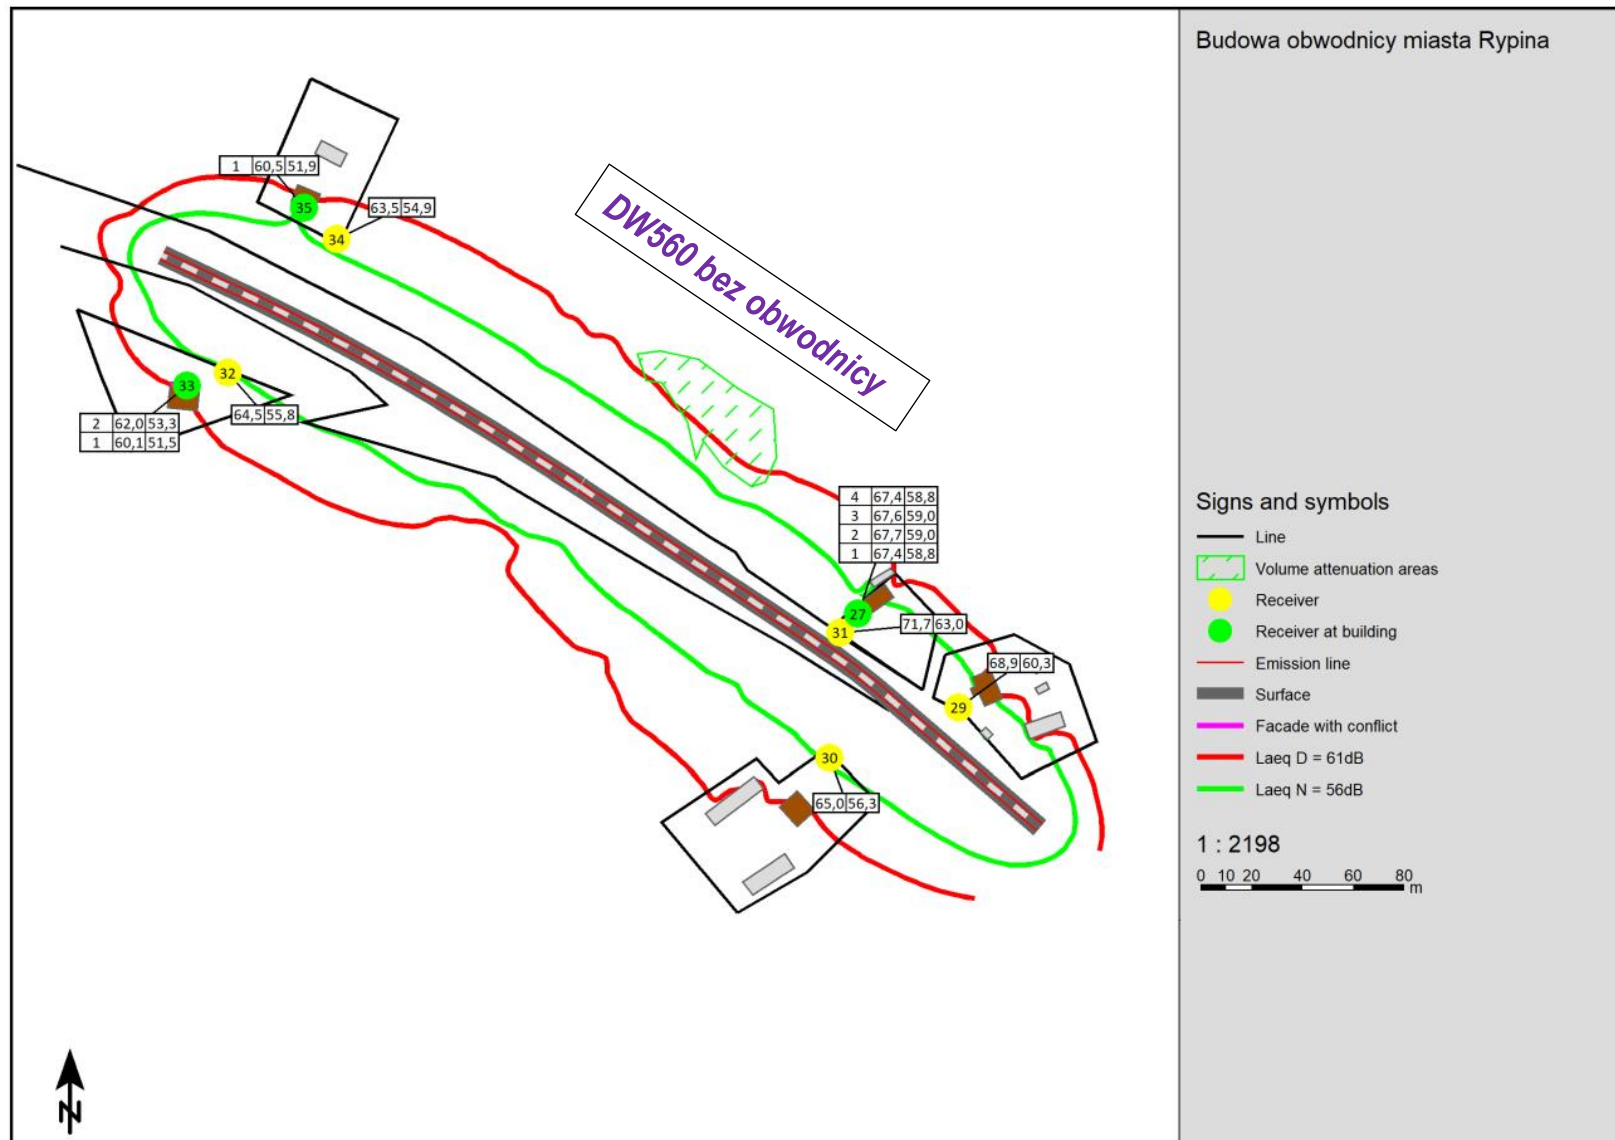 Budowa obwodnicy miasta Rypina
1 60,5 51,9
35
63,5 54,9
34
DW560 bez obwodnicy
32
33
64,5 55,8
2 62,0 53,3
1 60,1 51,5
4 67,4 58,8
3 67,6 59,0
2 67,7 59,0
1 67,4 58,8
27
31
71,7 63,0
68,9 60,3
29
30
65,0 56,3
N
Signs and symbols
Line
Volume attenuation areas
Receiver
Receiver at building
Emission line
Surface
Facade with conflict
Laeq D = 61dB
Laeq N = 56dB
1 : 2198
0 10 20 40 60 80
m